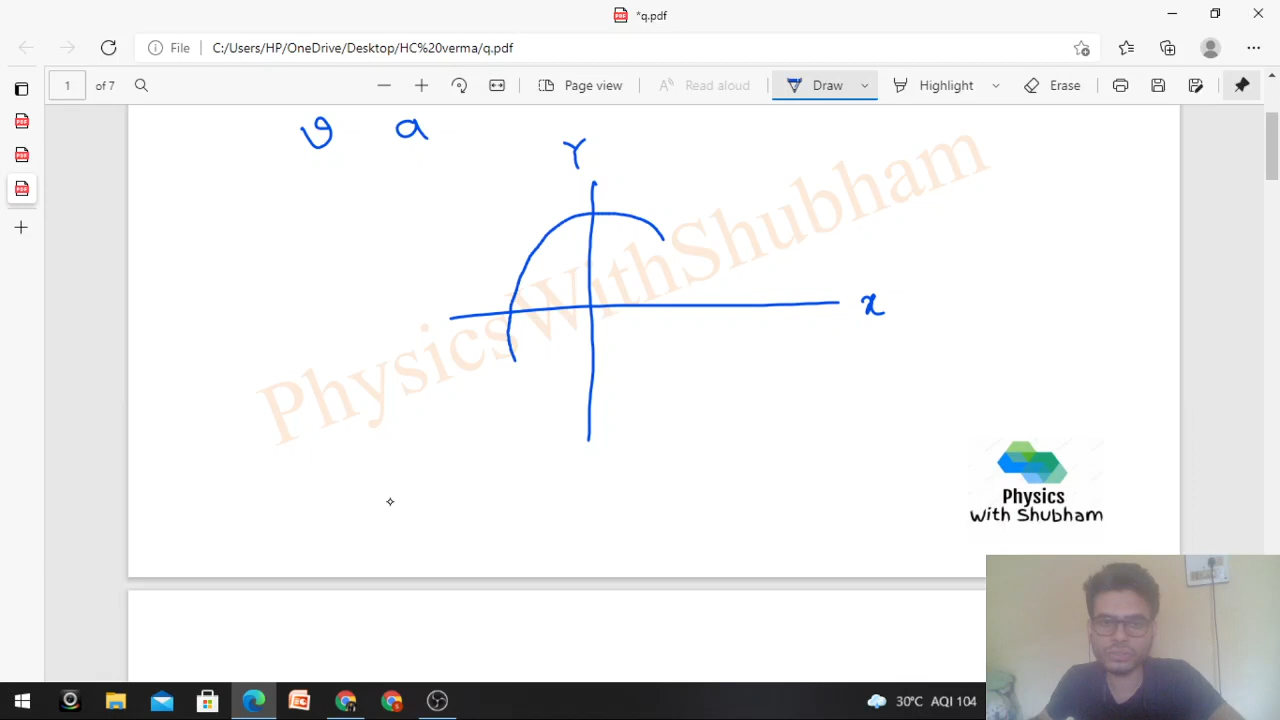 *q.pdf
File C:/Users/HP/OneDrive/Desktop/HC%20verma/q.pdf
1 of 7 Page view Read aloud Draw Highlight Erase
v a
Y
x
PhysicsWithShubham
Physics
With Shubham
30°C AQI 104